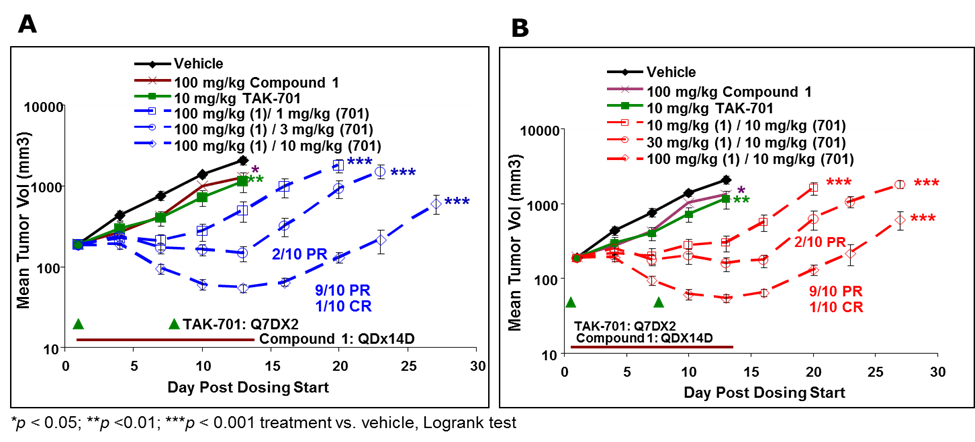 A
Vehicle
100 mg/kg Compound 1
10 mg/kg TAK-701
100 mg/kg (1)/ 1 mg/kg (701)
100 mg/kg (1) / 3 mg/kg (701)
100 mg/kg (1) / 10 mg/kg (701)
10000
1000
100
10
Mean Tumor Vol (mm3)
*
**
***
***
***
2/10 PR
9/10 PR
1/10 CR
TAK-701: Q7DX2
Compound 1: QDx14D
0 5 10 15 20 25 30
Day Post Dosing Start
B
Vehicle
100 mg/kg Compound 1
10 mg/kg TAK-701
10 mg/kg (1) / 10 mg/kg (701)
30 mg/kg (1) / 10 mg/kg (701)
100 mg/kg (1) / 10 mg/kg (701)
10000
1000
100
10
Mean Tumor Vol (mm3)
*
**
***
***
***
2/10 PR
9/10 PR
1/10 CR
TAK-701: Q7DX2
Compound 1: QDX14D
0 5 10 15 20 25 30
Day Post Dosing Start
*p < 0.05; **p <0.01; ***p < 0.001 treatment vs. vehicle, Logrank test